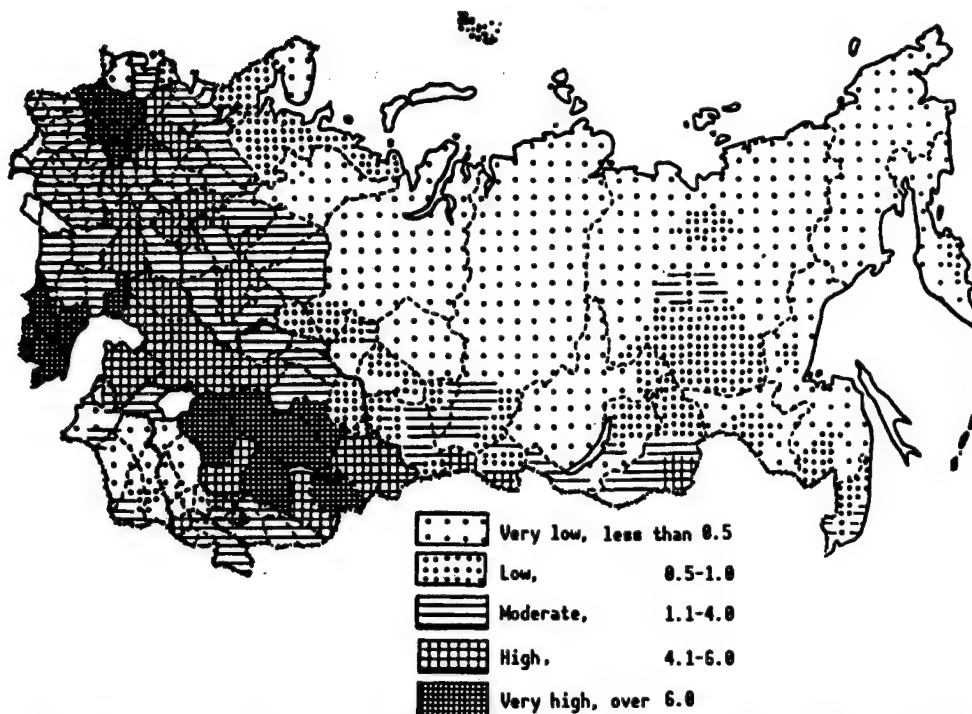 Very low, less than 0.5
Low, 0.5-1.0
Moderate, 1.1-4.0
High, 4.1-6.0
Very high, over 6.0